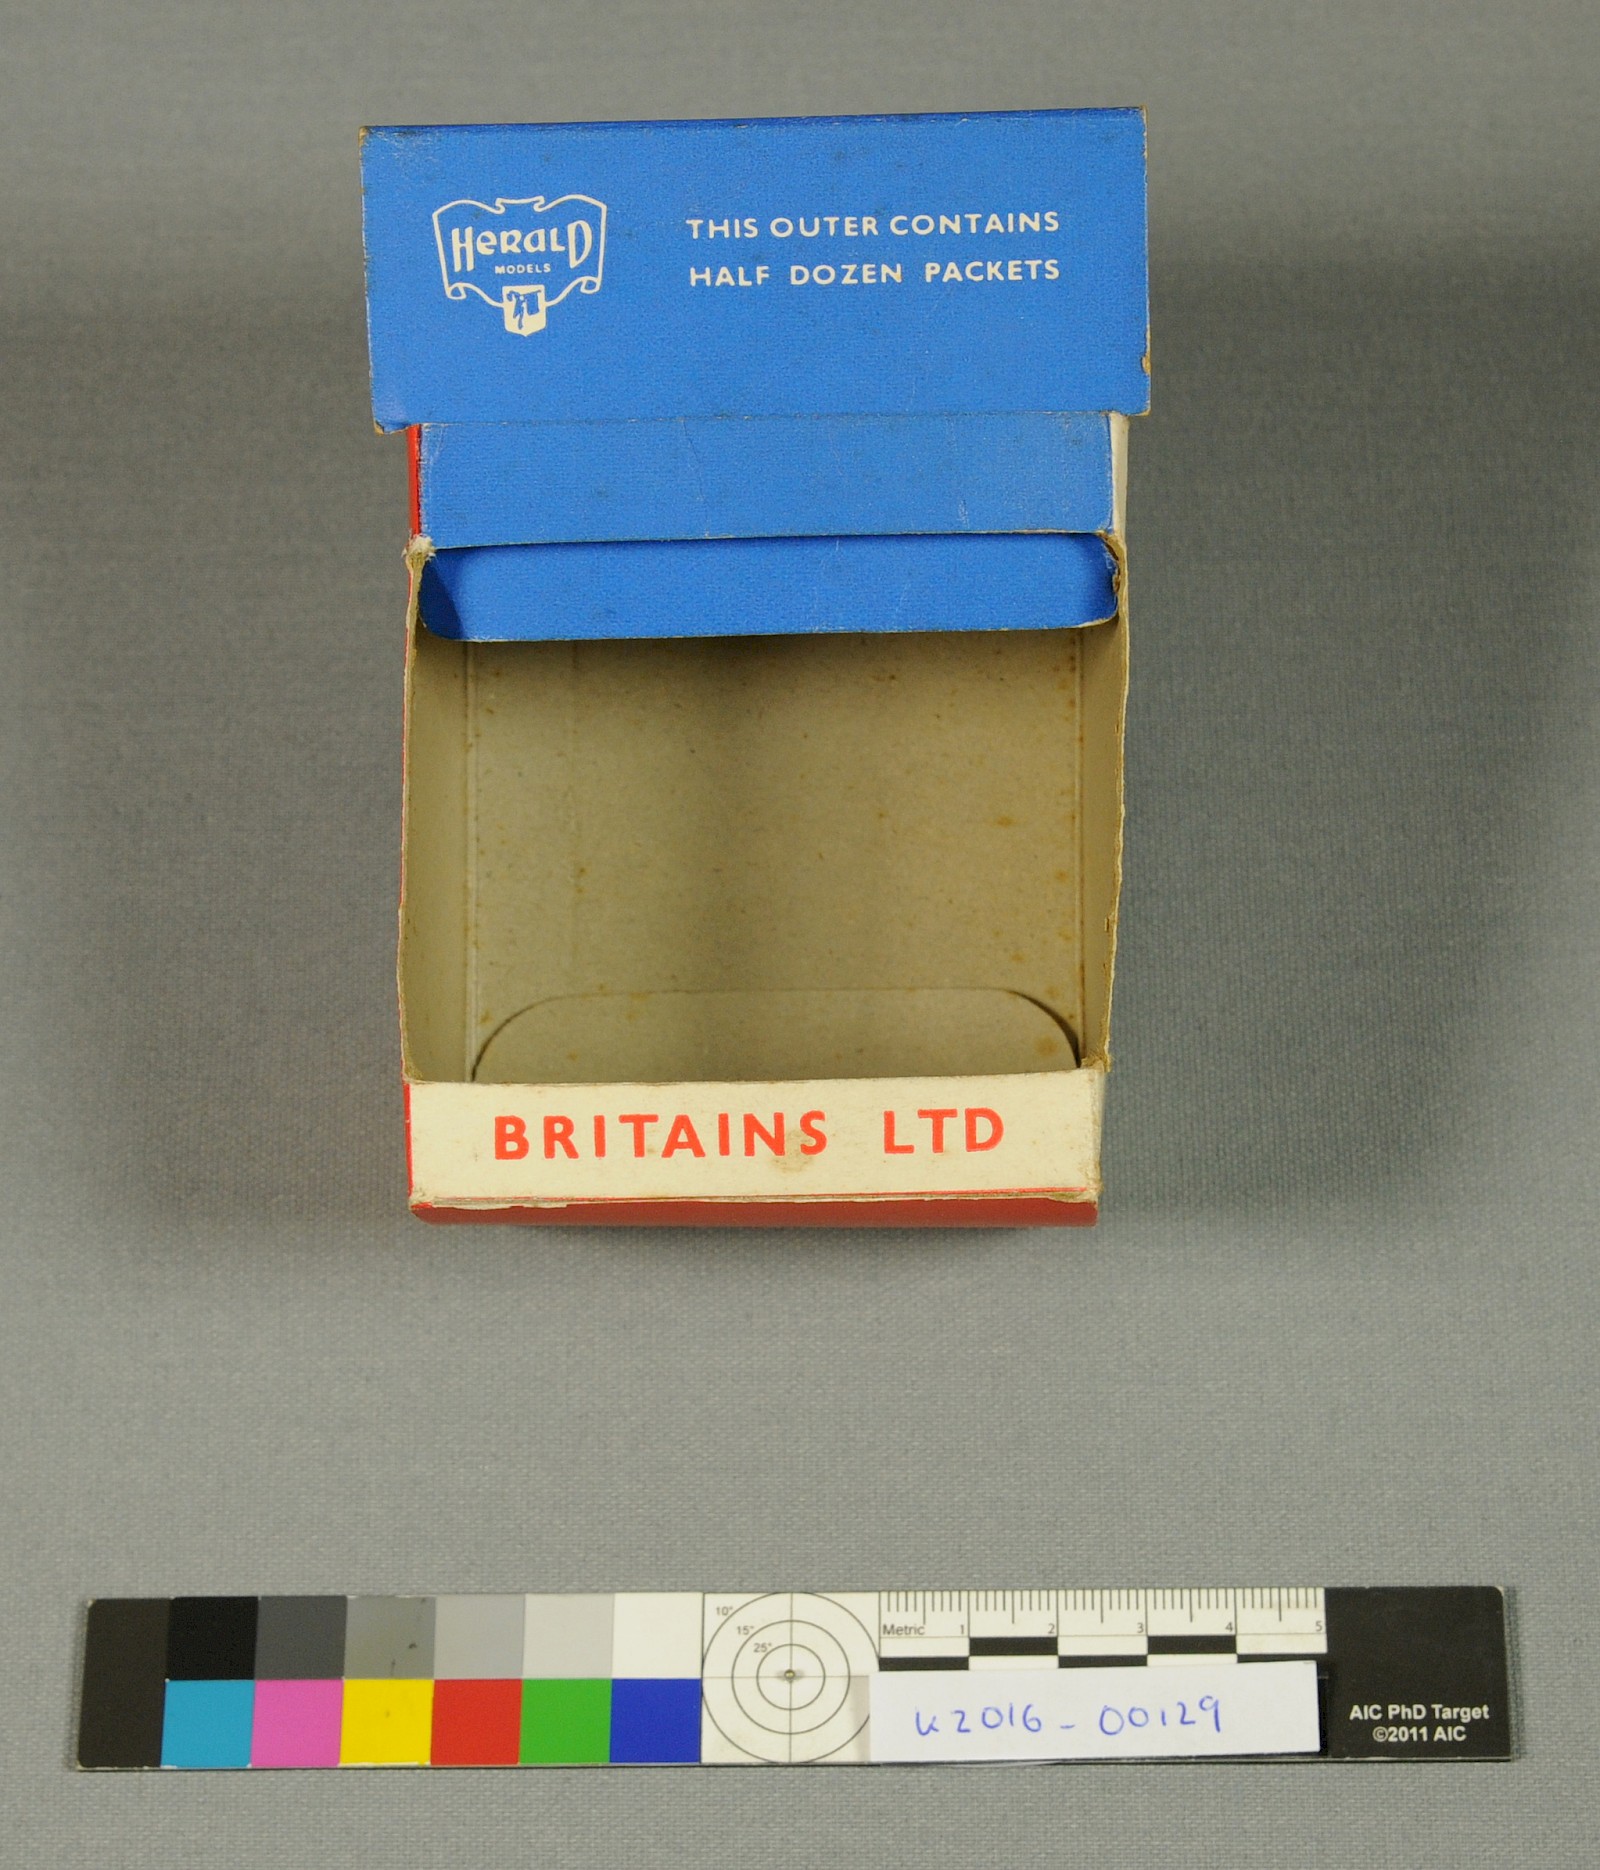 HERALD
MODELS
THIS OUTER CONTAINS
HALF DOZEN PACKETS
BRITAINS LTD
10°
15°
25°
Metric 1 2 3 4 5
K2016-00129
AIC PhD Target
©2011 AIC